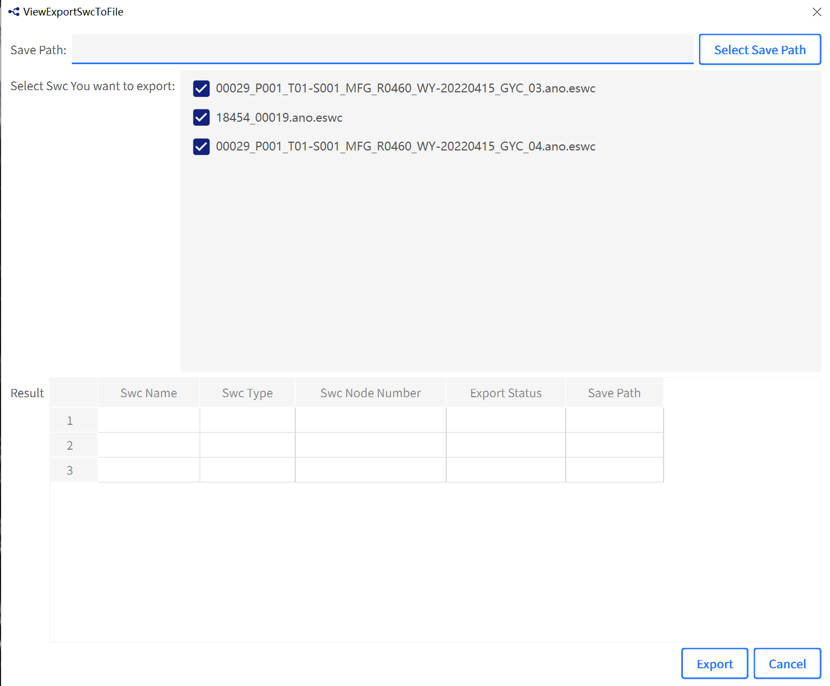 ViewExportSwcToFile
Save Path:
Select Save Path
Select Swc You want to export:
00029_P001_T01-S001_MFG_R0460_WY-20220415_GYC_03.ano.eswc
18454_00019.ano.eswc
00029_P001_T01-S001_MFG_R0460_WY-20220415_GYC_04.ano.eswc
Result
Swc Name Swc Type Swc Node Number Export Status Save Path
1
2
3
Export Cancel